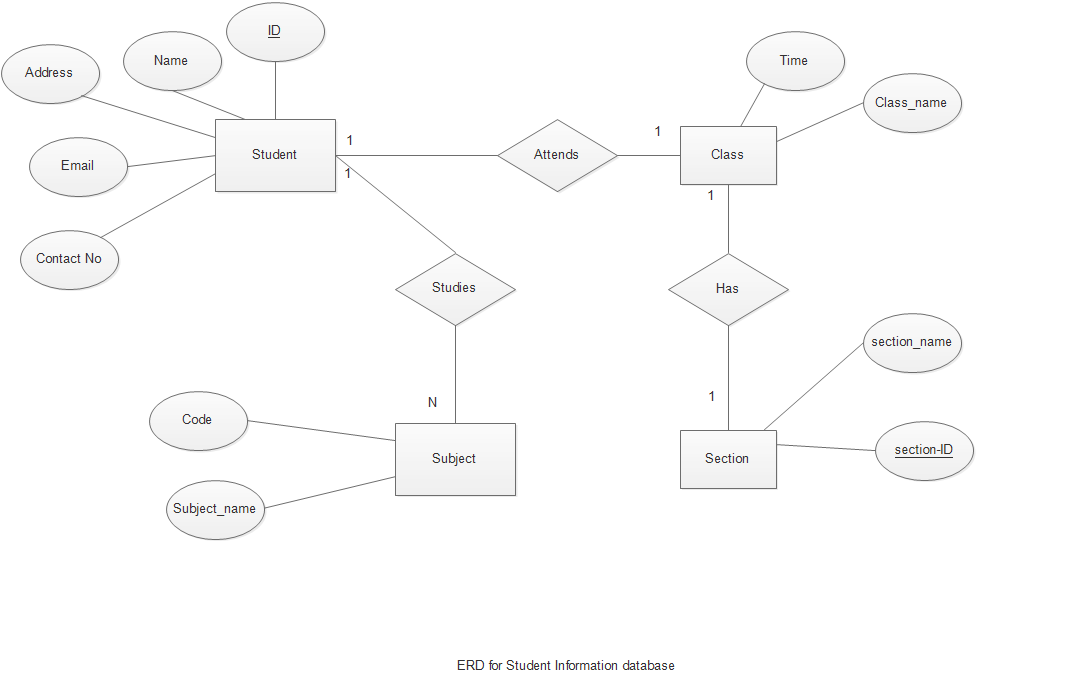 ID
Name
Time
Address
Class_name
1
1
Student
Attends
Class
Email
1
1
Contact No
Studies
Has
section_name
1
N
Code
section-ID
Subject
Section
Subject_name
ERD for Student Information database